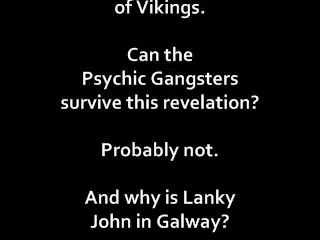 of Vikings.
Can the
Psychic Gangsters
survive this revelation?
Probably not.
And why is Lanky
John in Galway?